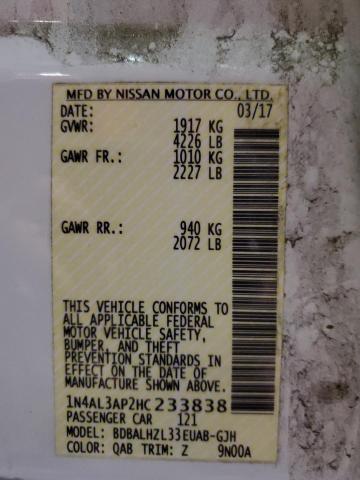 MFD BY NISSAN MOTOR CO., LTD.
DATE: 03/17
GVWR: 1917 KG
4226 LB
GAWR FR.: 1010 KG
2227 LB
GAWR RR.: 940 KG
2072 LB
THIS VEHICLE CONFORMS TO
ALL APPLICABLE FEDERAL
MOTOR VEHICLE SAFETY,
BUMPER, AND THEFT
PREVENTION STANDARDS IN
EFFECT ON THE DATE OF
MANUFACTURE SHOWN ABOVE.
1N4AL3AP2HC233838
PASSENGER CAR 121
MODEL: BDBALHZL33EUAB-GJH
COLOR: QAB TRIM: Z 9N00A